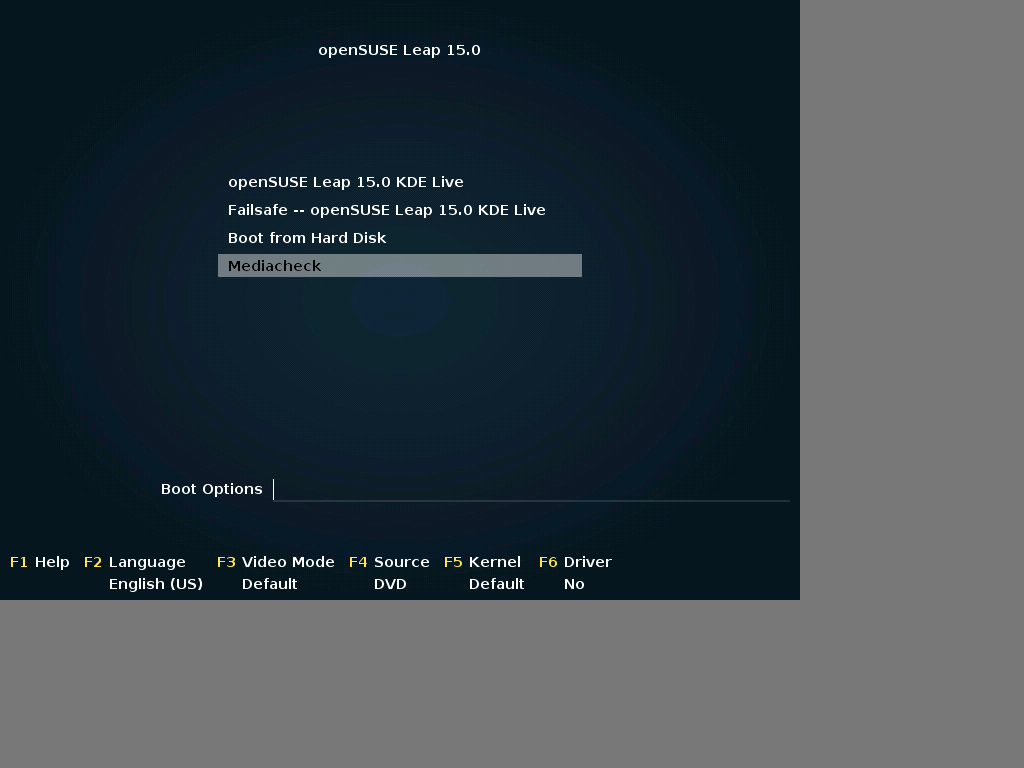 openSUSE Leap 15.0
openSUSE Leap 15.0 KDE Live
Failsafe -- openSUSE Leap 15.0 KDE Live
Boot from Hard Disk
Mediacheck
Boot Options
F1 Help F2 Language F3 Video Mode F4 Source F5 Kernel F6 Driver
English (US) Default DVD Default No